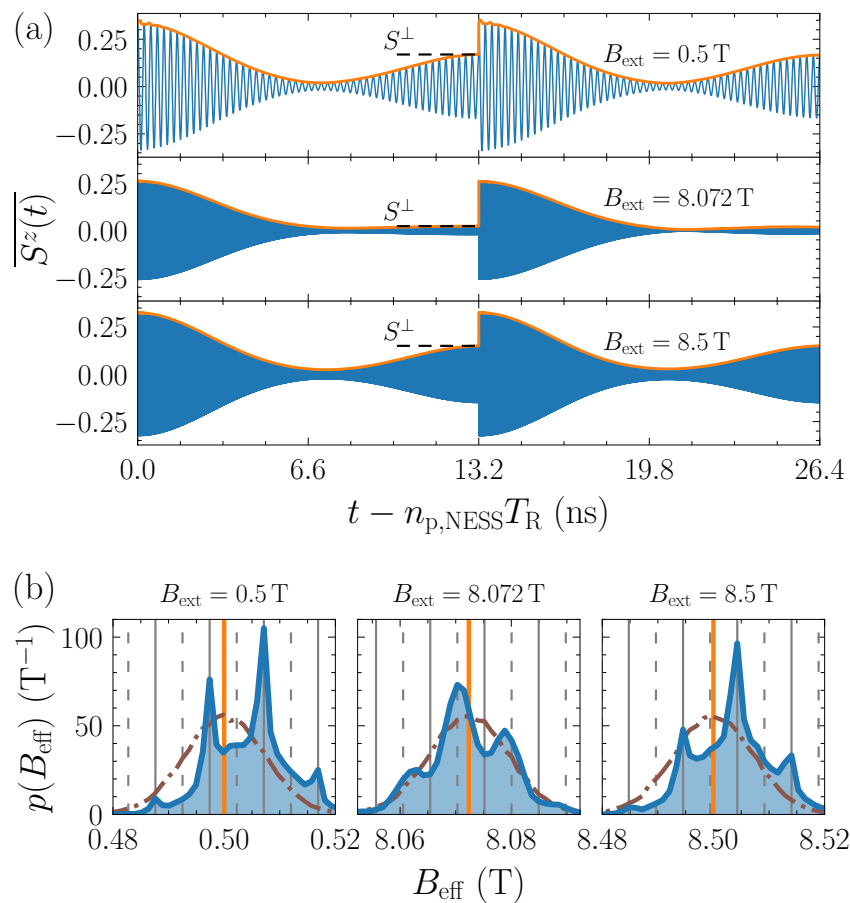 (a)
0.25
0.00
−0.25
S⊥
B_ext = 0.5 T
0.25
0.00
−0.25
S⊥
B_ext = 8.072 T
0.25
0.00
−0.25
S⊥
B_ext = 8.5 T
S^z(t)
0.0 6.6 13.2 19.8 26.4
t − n_p,NESS T_R (ns)
(b)
B_ext = 0.5 T B_ext = 8.072 T B_ext = 8.5 T
100
50
0
p(B_eff) (T⁻¹)
0.48 0.50 0.52 8.06 8.08 8.48 8.50 8.52
B_eff (T)